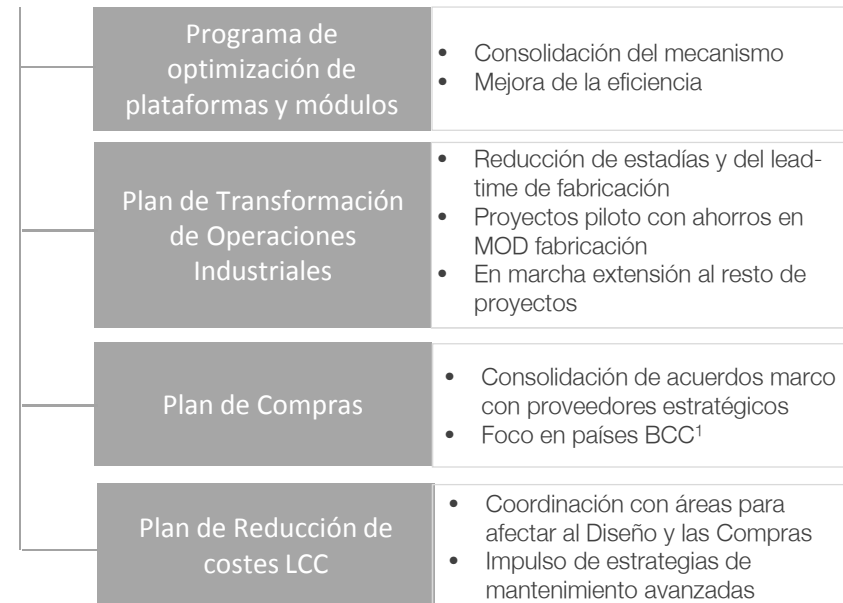 Programa de
optimización de
plataformas y módulos
• Consolidación del mecanismo
• Mejora de la eficiencia
Plan de Transformación
de Operaciones
Industriales
• Reducción de estadías y del lead-
time de fabricación
• Proyectos piloto con ahorros en
MOD fabricación
• En marcha extensión al resto de
proyectos
Plan de Compras
• Consolidación de acuerdos marco
con proveedores estratégicos
• Foco en países BCC¹
Plan de Reducción de
costes LCC
• Coordinación con áreas para
afectar al Diseño y las Compras
• Impulso de estrategias de
mantenimiento avanzadas